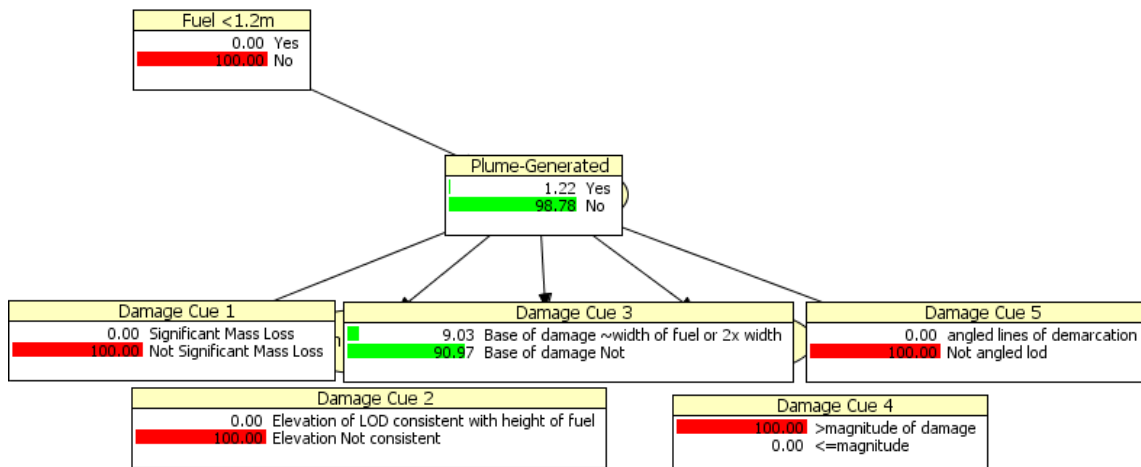 Fuel <1.2m
0.00 Yes
100.00 No
Plume-Generated
1.22 Yes
98.78 No
Damage Cue 1
0.00 Significant Mass Loss
100.00 Not Significant Mass Loss
Damage Cue 3
9.03 Base of damage ~width of fuel or 2x width
90.97 Base of damage Not
Damage Cue 5
0.00 angled lines of demarcation
100.00 Not angled lod
Damage Cue 2
0.00 Elevation of LOD consistent with height of fuel
100.00 Elevation Not consistent
Damage Cue 4
100.00 >magnitude of damage
0.00 <=magnitude